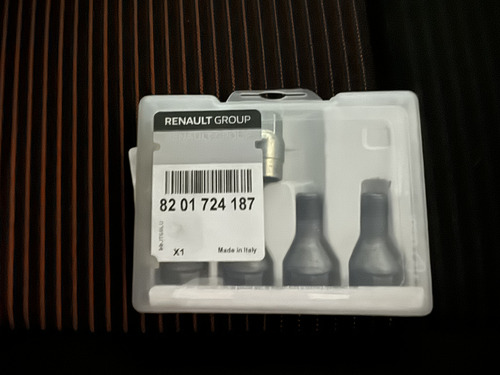 RENAULT GROUP
82 01 724 187
X1
Made in Italy